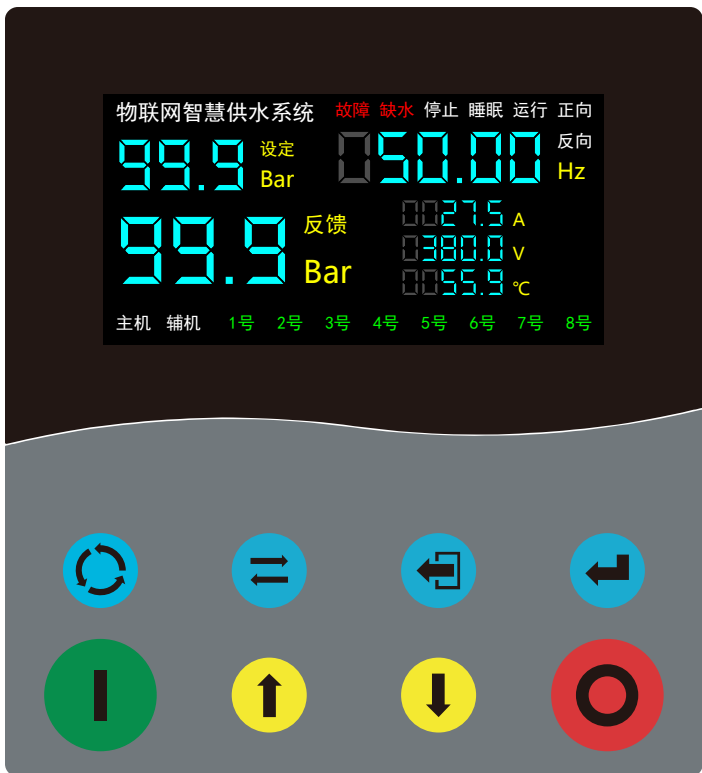 物联网智慧供水系统 故障 缺水 停止 睡眠 运行 正向
99.9 设定 Bar 050.00 反向 Hz
99.9 反馈 Bar
0027.5 A
0380.0 V
0055.9 ℃
主机 辅机 1号 2号 3号 4号 5号 6号 7号 8号